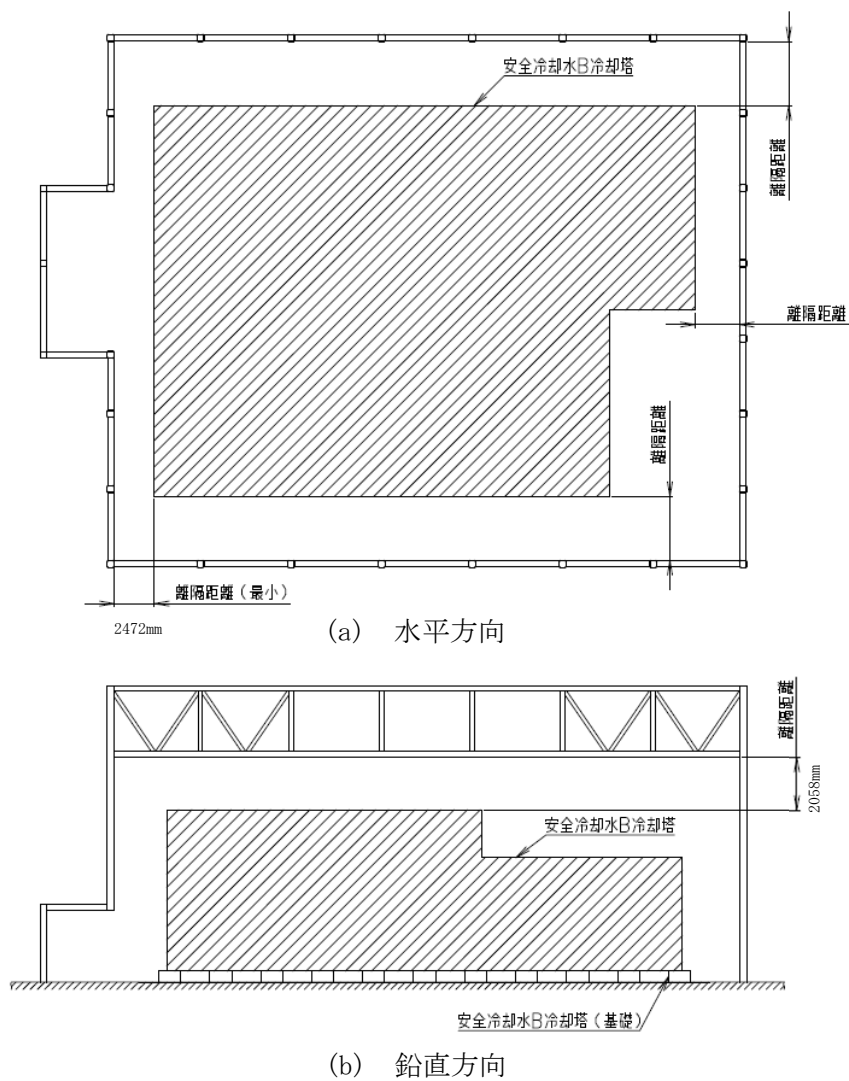 安全冷却水B冷却塔
離隔距離
離隔距離
離隔距離
離隔距離(最小)
2472mm
(a) 水平方向
離隔距離
2058mm
安全冷却水B冷却塔
安全冷却水B冷却塔(基礎)
(b) 鉛直方向